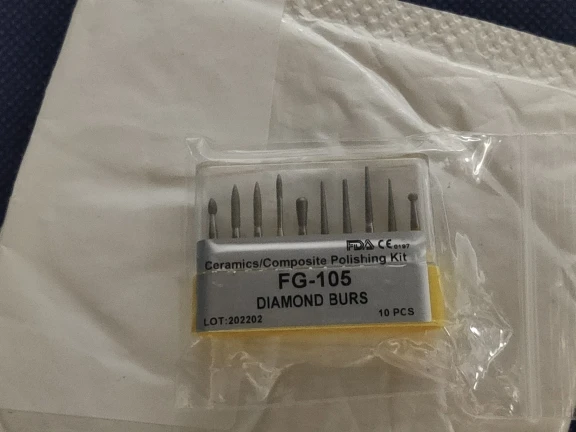 FDA CE 0197
Ceramics/Composite Polishing Kit
FG-105
DIAMOND BURS
LOT:202202 10 PCS